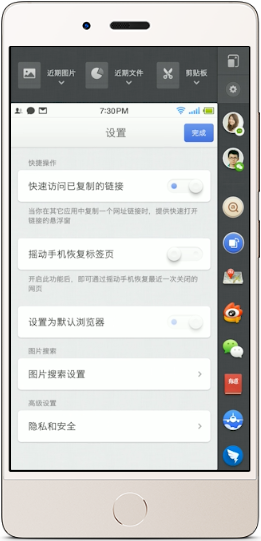 近期图片
近期文件
剪贴板
7:30PM
设置
完成
快捷操作
快速访问已复制的链接
当你在其它应用中复制一个网址链接时，提供快速打开
链接的悬浮窗
摇动手机恢复标签页
开启此功能后，即可通过摇动手机恢复最近一次关闭的
网页
设置为默认浏览器
图片搜索
图片搜索设置
高级设置
隐私和安全